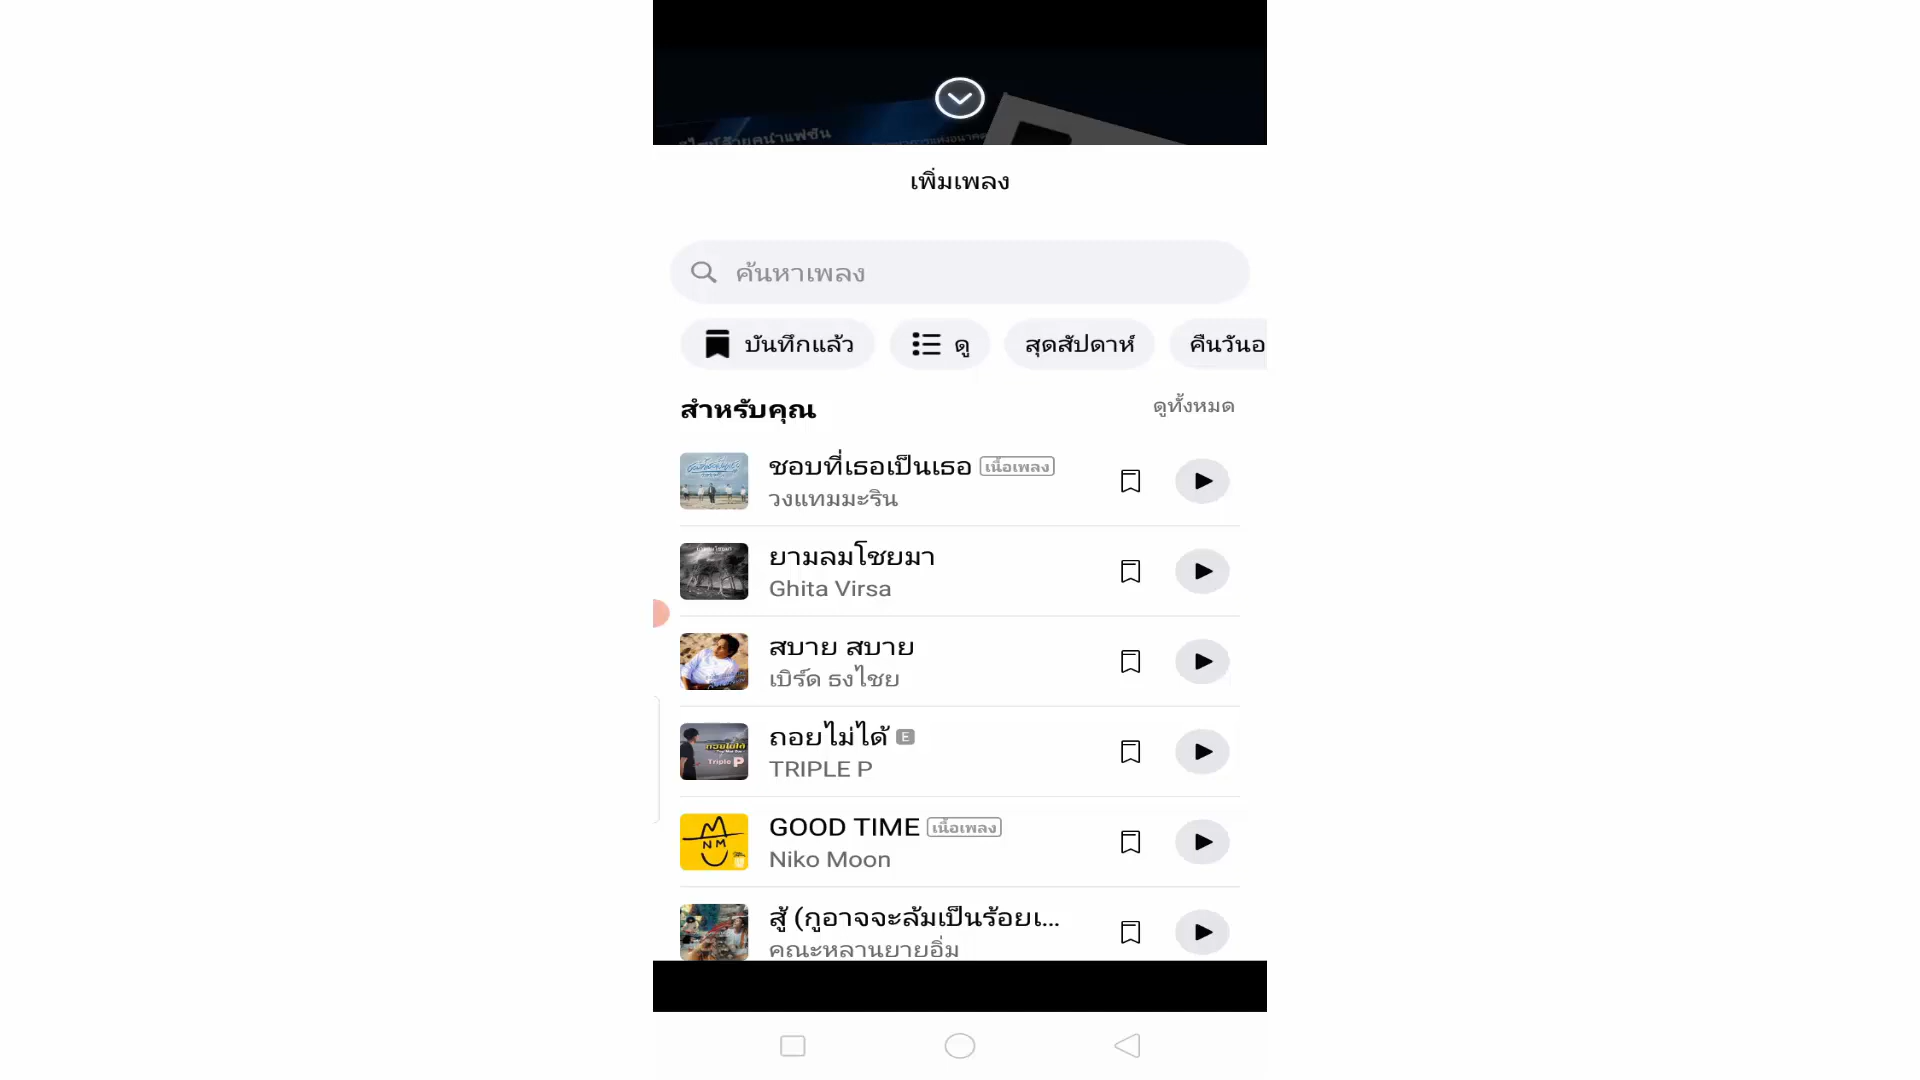 เพิ่มเพลง
ค้นหาเพลง
บันทึกแล้ว
ดู
สุดสัปดาห์
คืนวันอ
สำหรับคุณ
ดูทั้งหมด
ชอบที่เธอเป็นเธอ เนื้อเพลง
วงแทมมะริน
ยามลมโชยมา
Ghita Virsa
สบาย สบาย
เบิร์ด ธงไชย
ถอยไม่ได้ E
TRIPLE P
GOOD TIME เนื้อเพลง
Niko Moon
สู้ (กูอาจจะล้มเป็นร้อยเ...
คณะหลานยายอิ่ม